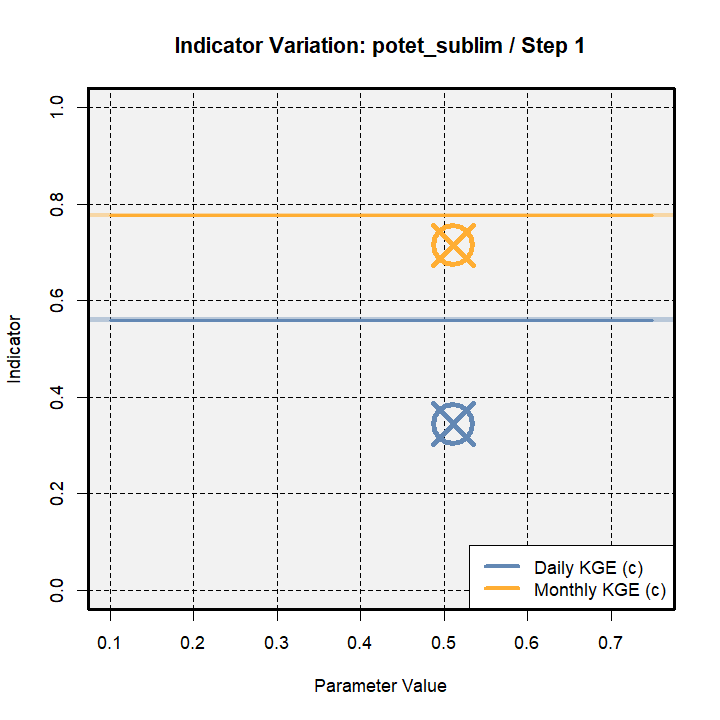 Indicator Variation: potet_sublim / Step 1
Indicator
1.0
0.8
0.6
0.4
0.2
0.0
Daily KGE (c)
Monthly KGE (c)
0.1 0.2 0.3 0.4 0.5 0.6 0.7
Parameter Value